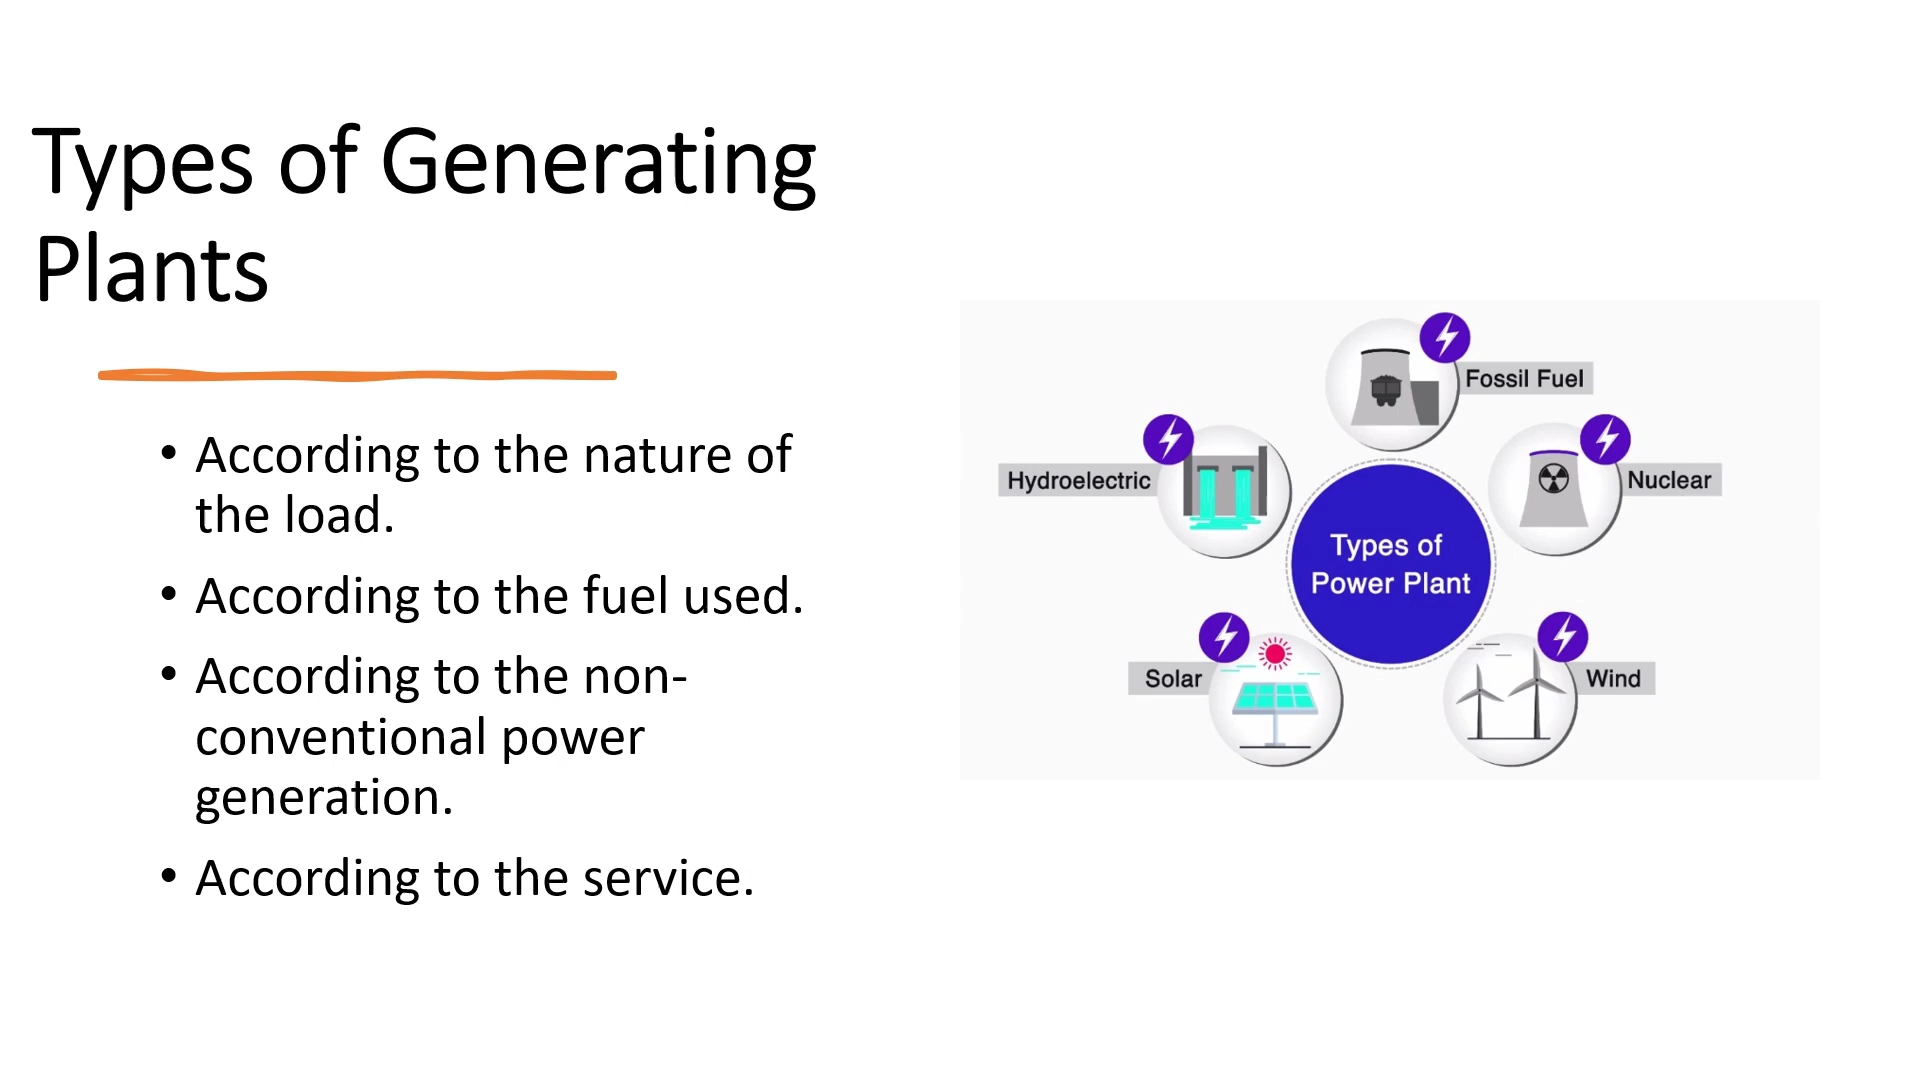 Types of Generating
Plants
• According to the nature of
the load.
• According to the fuel used.
• According to the non-
conventional power
generation.
• According to the service.
Fossil Fuel
Hydroelectric
Nuclear
Types of
Power Plant
Solar
Wind